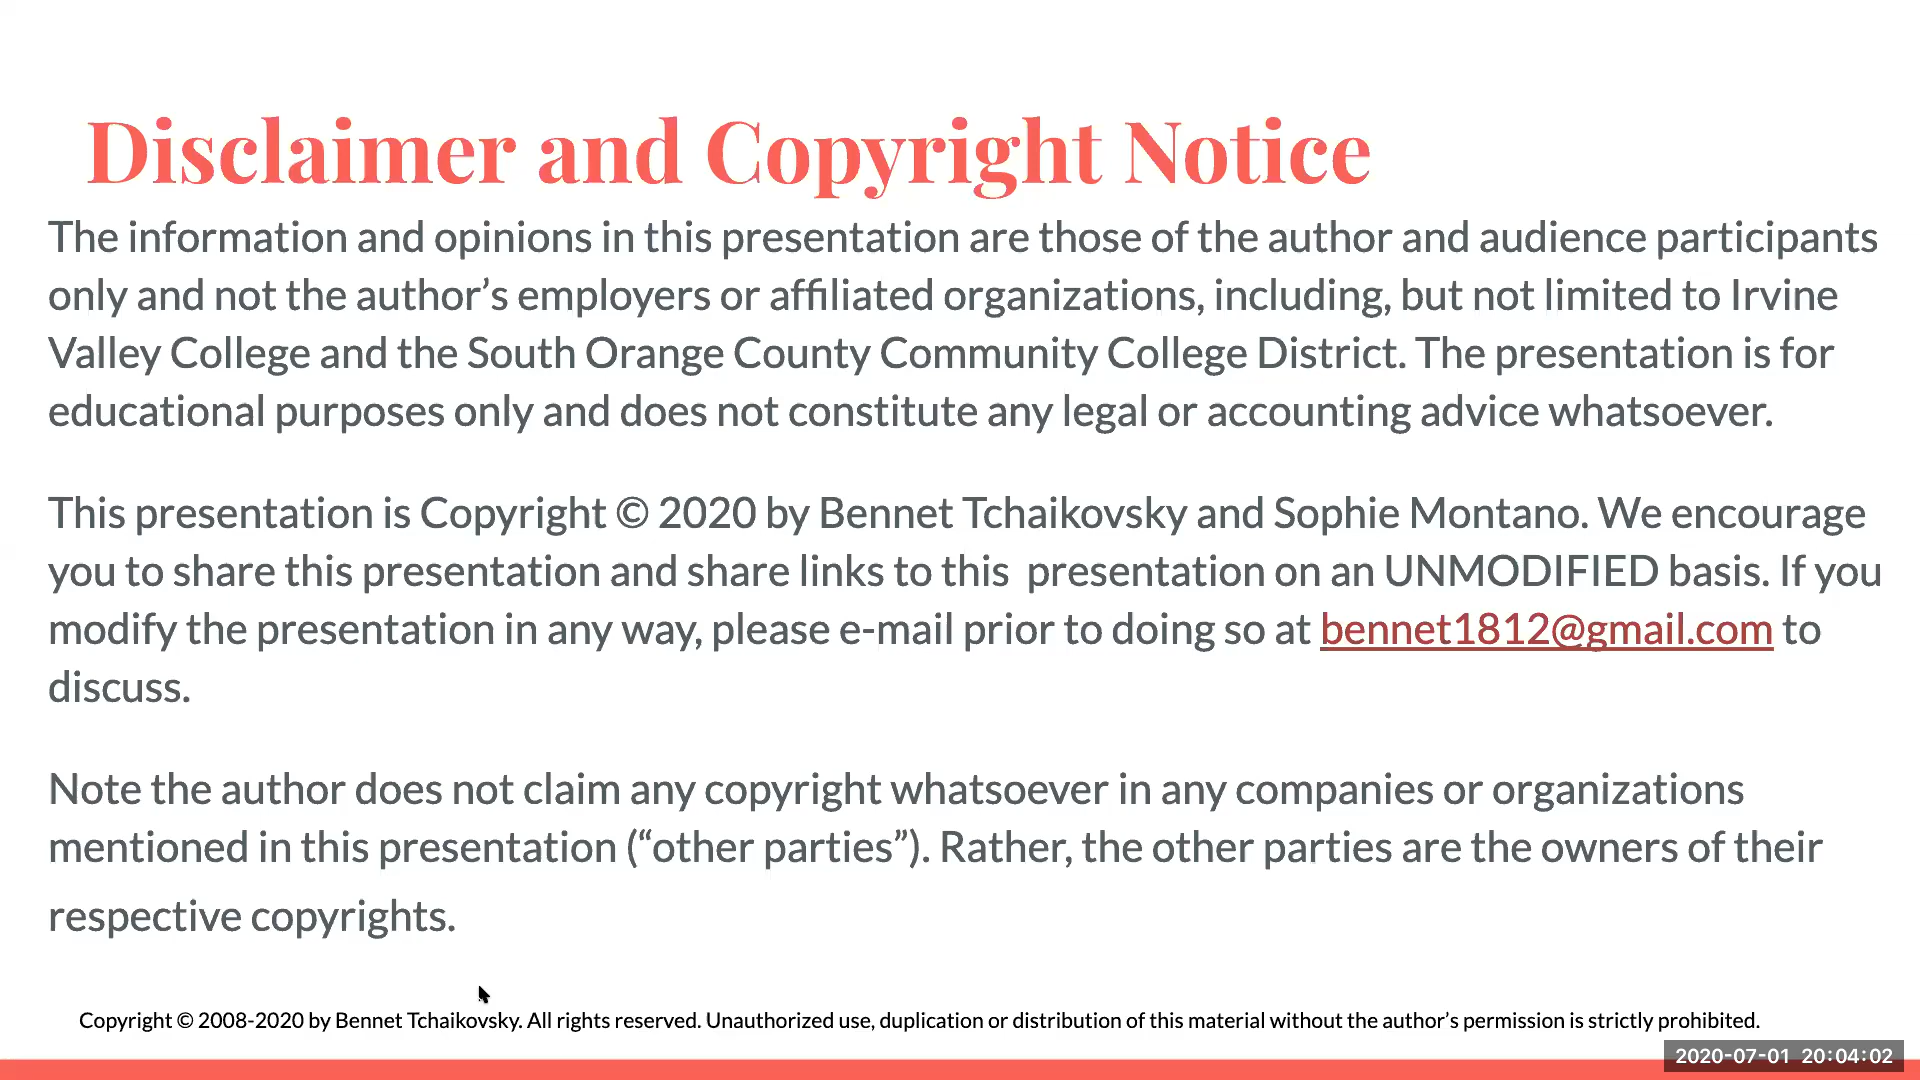 Disclaimer and Copyright Notice
The information and opinions in this presentation are those of the author and audience participants
only and not the author’s employers or affiliated organizations, including, but not limited to Irvine
Valley College and the South Orange County Community College District. The presentation is for
educational purposes only and does not constitute any legal or accounting advice whatsoever.
This presentation is Copyright © 2020 by Bennet Tchaikovsky and Sophie Montano. We encourage
you to share this presentation and share links to this  presentation on an UNMODIFIED basis. If you
modify the presentation in any way, please e-mail prior to doing so at bennet1812@gmail.com to
discuss.
Note the author does not claim any copyright whatsoever in any companies or organizations
mentioned in this presentation (“other parties”). Rather, the other parties are the owners of their
respective copyrights.
Copyright © 2008-2020 by Bennet Tchaikovsky. All rights reserved. Unauthorized use, duplication or distribution of this material without the author’s permission is strictly prohibited.
2020-07-01 20:04:02